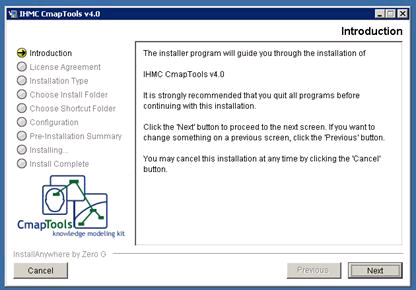 IHMC CmapTools v4.0
Introduction
Introduction
License Agreement
Installation Type
Choose Install Folder
Choose Shortcut Folder
Configuration
Pre-Installation Summary
Installing...
Install Complete
The installer program will guide you through the installation of
IHMC CmapTools v4.0
It is strongly recommended that you quit all programs before
continuing with this installation.
Click the 'Next' button to proceed to the next screen. If you want to
change something on a previous screen, click the 'Previous' button.
You may cancel this installation at any time by clicking the 'Cancel'
button.
CmapTools
knowledge modeling kit
InstallAnywhere by Zero G
Cancel
Previous
Next